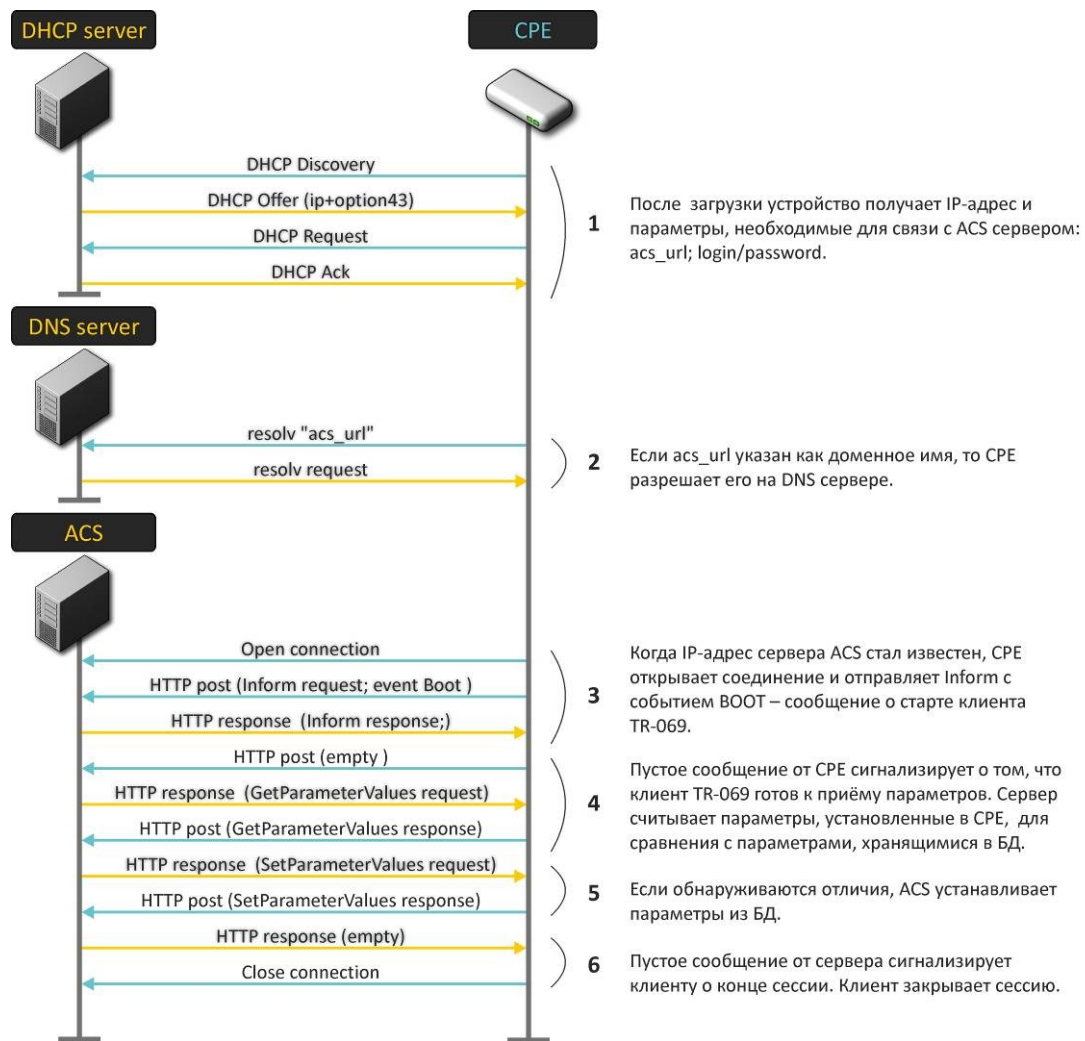 DHCP server
CPE
DHCP Discovery
DHCP Offer (ip+option43)
DHCP Request
DHCP Ack
1
После загрузки устройство получает IP-адрес и
параметры, необходимые для связи с ACS сервером:
acs_url; login/password.
DNS server
resolv "acs_url"
resolv request
2
Если acs_url указан как доменное имя, то CPE
разрешает его на DNS сервере.
ACS
Open connection
HTTP post (Inform request; event Boot )
HTTP response (Inform response;)
3
Когда IP-адрес сервера ACS стал известен, CPE
открывает соединение и отправляет Inform с
событием BOOT – сообщение о старте клиента
TR-069.
HTTP post (empty )
HTTP response (GetParameterValues request)
HTTP post (GetParameterValues response)
4
Пустое сообщение от CPE сигнализирует о том, что
клиент TR-069 готов к приёму параметров. Сервер
считывает параметры, установленные в CPE, для
сравнения с параметрами, хранящимися в БД.
HTTP response (SetParameterValues request)
HTTP post (SetParameterValues response)
5
Если обнаруживаются отличия, ACS устанавливает
параметры из БД.
HTTP response (empty)
Close connection
6
Пустое сообщение от сервера сигнализирует
клиенту о конце сессии. Клиент закрывает сессию.